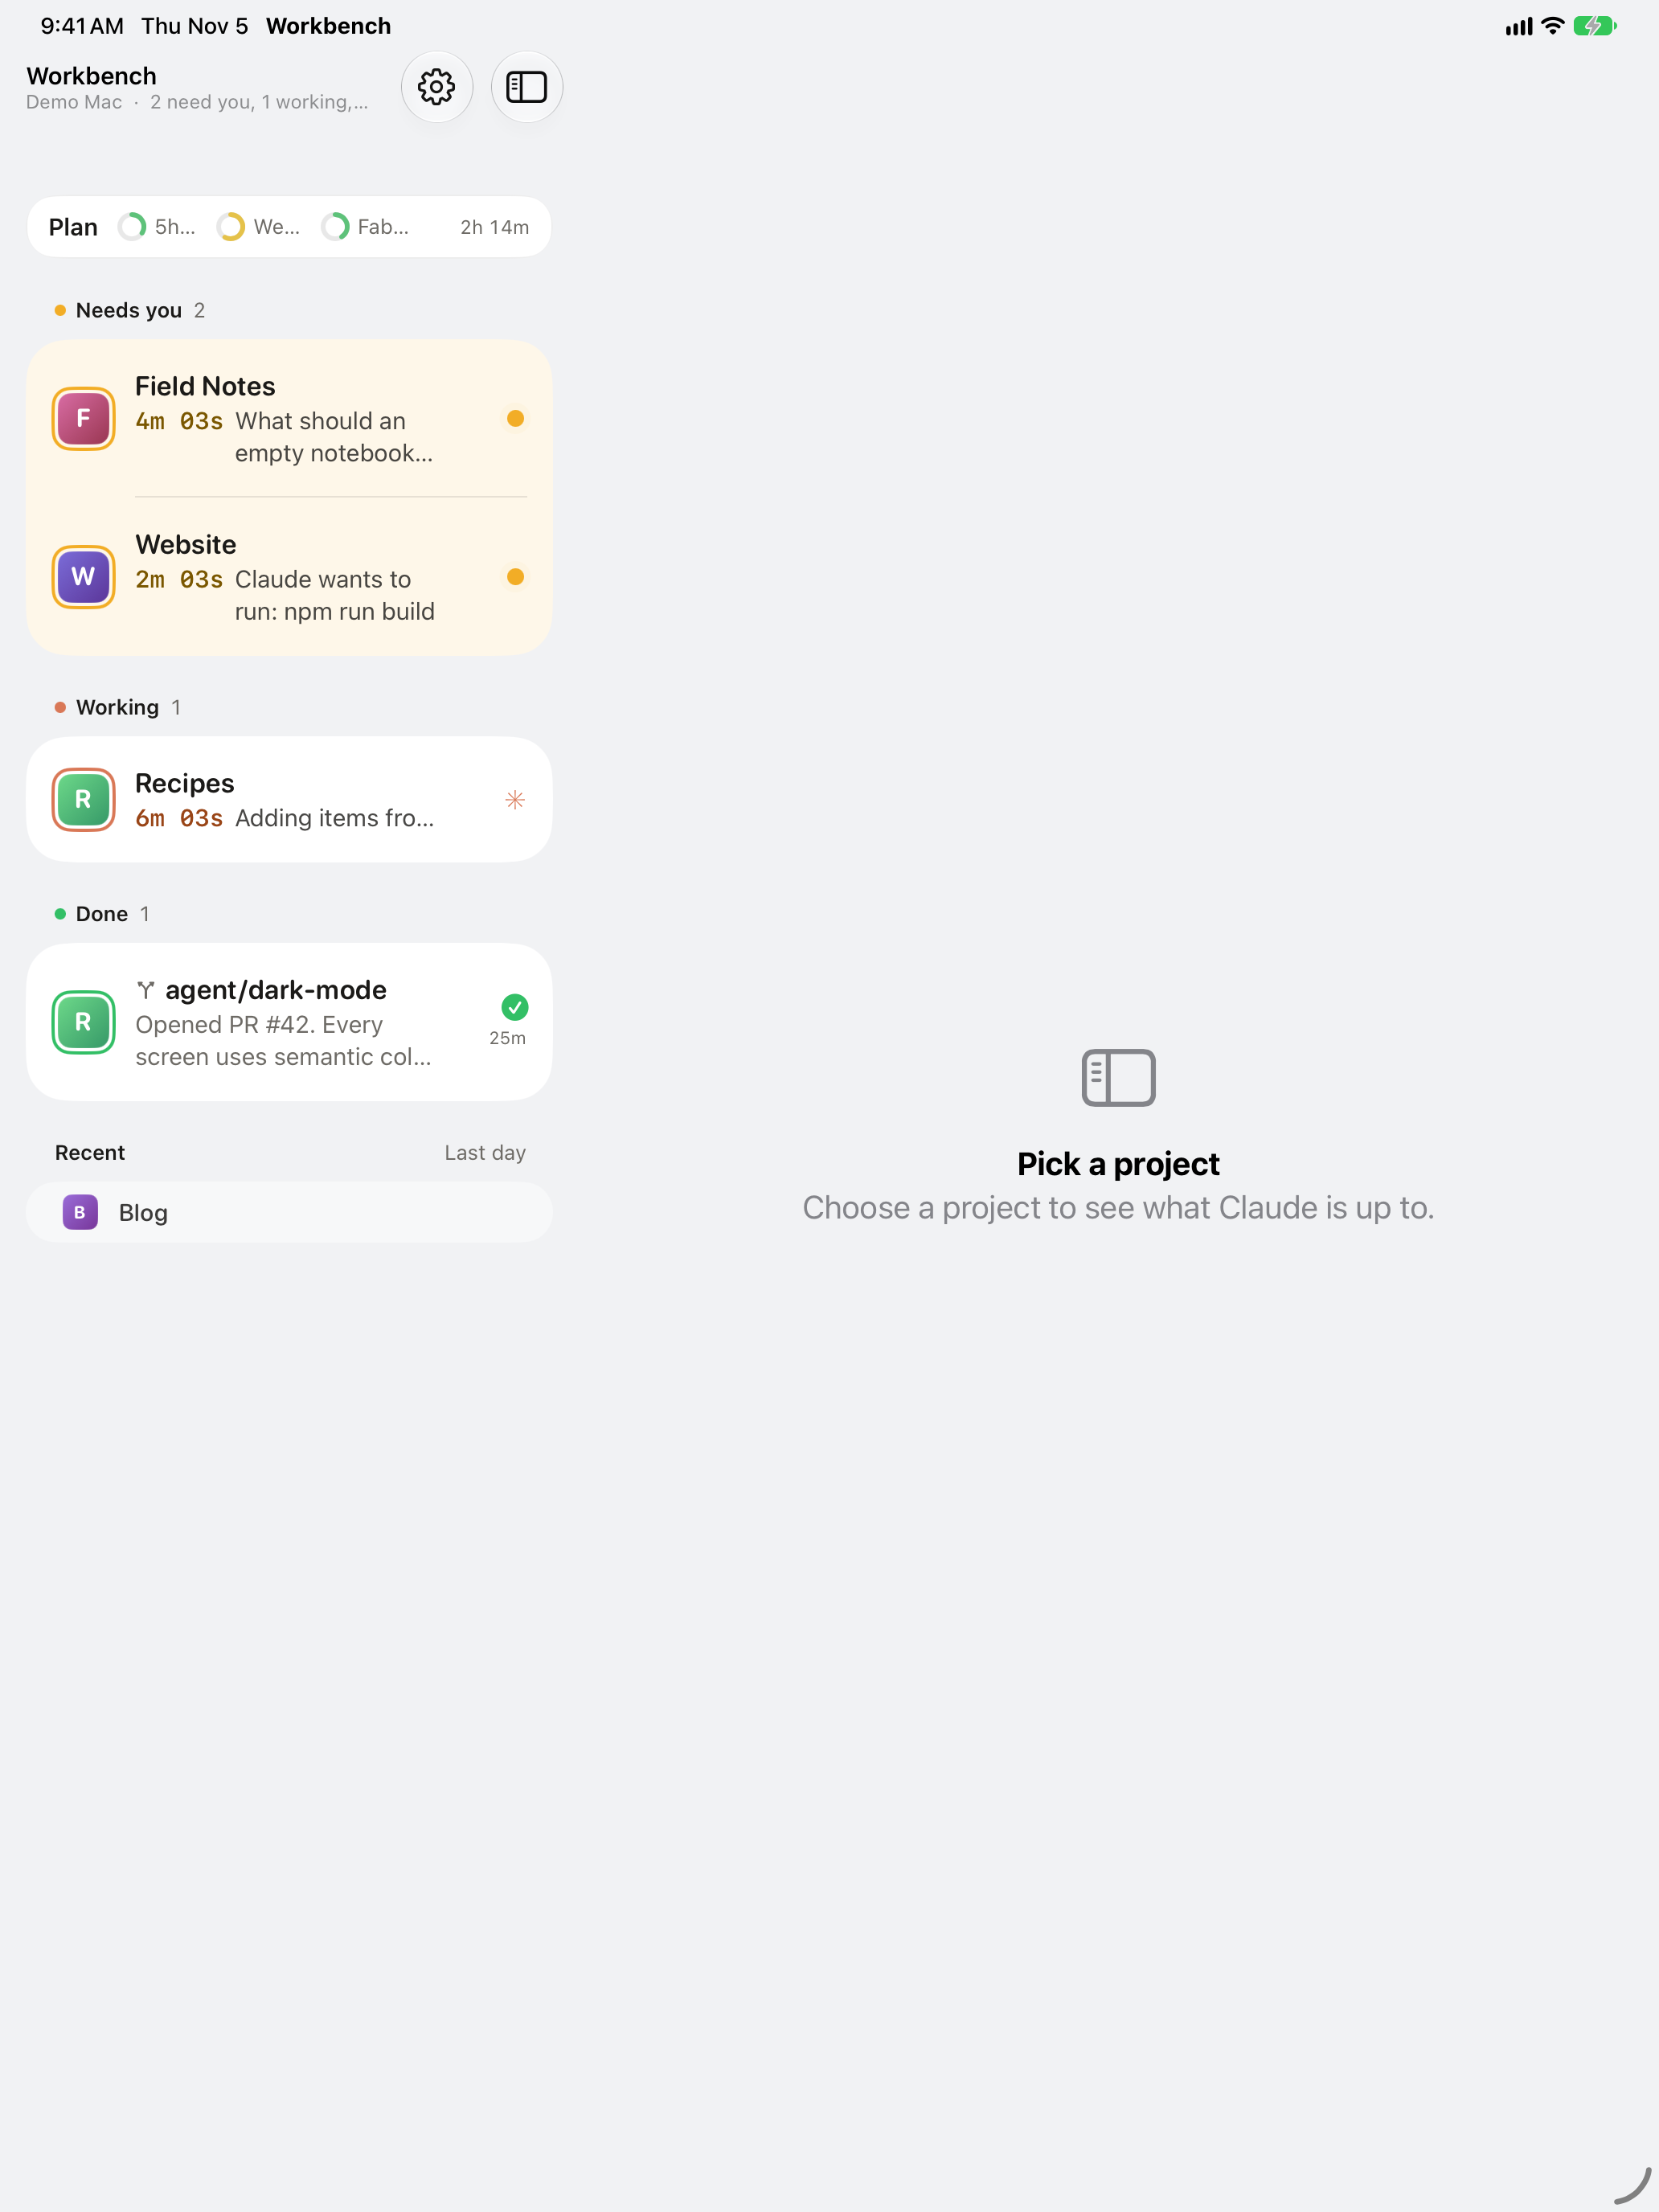 9:41 AM Thu Nov 5 Workbench
Workbench
Demo Mac · 2 need you, 1 working,...
Plan 5h... We... Fab... 2h 14m
Needs you 2
F
Field Notes
4m 03s What should an
empty notebook...
W
Website
2m 03s Claude wants to
run: npm run build
Working 1
R
Recipes
6m 03s Adding items fro...
Done 1
R
agent/dark-mode
Opened PR #42. Every
screen uses semantic col...
25m
Recent Last day
B Blog
Pick a project
Choose a project to see what Claude is up to.